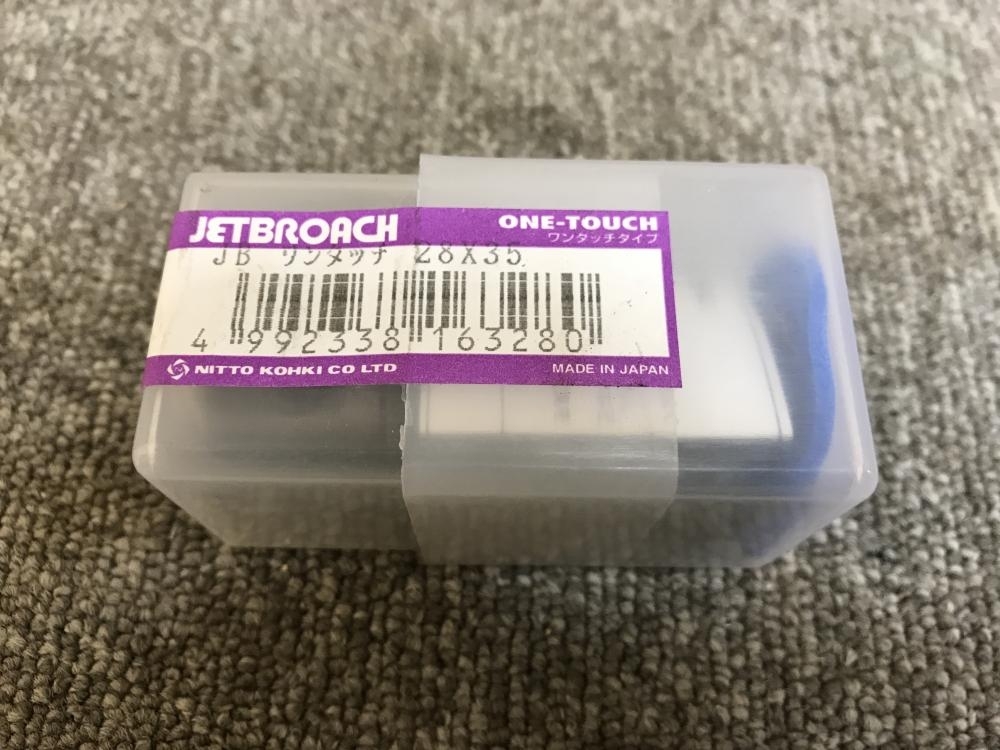 JETBROACH
ONE-TOUCH
ワンタッチタイプ
JB ワンタッチ 28X35
4 992338 163280
NITTO KOHKI CO LTD
MADE IN JAPAN